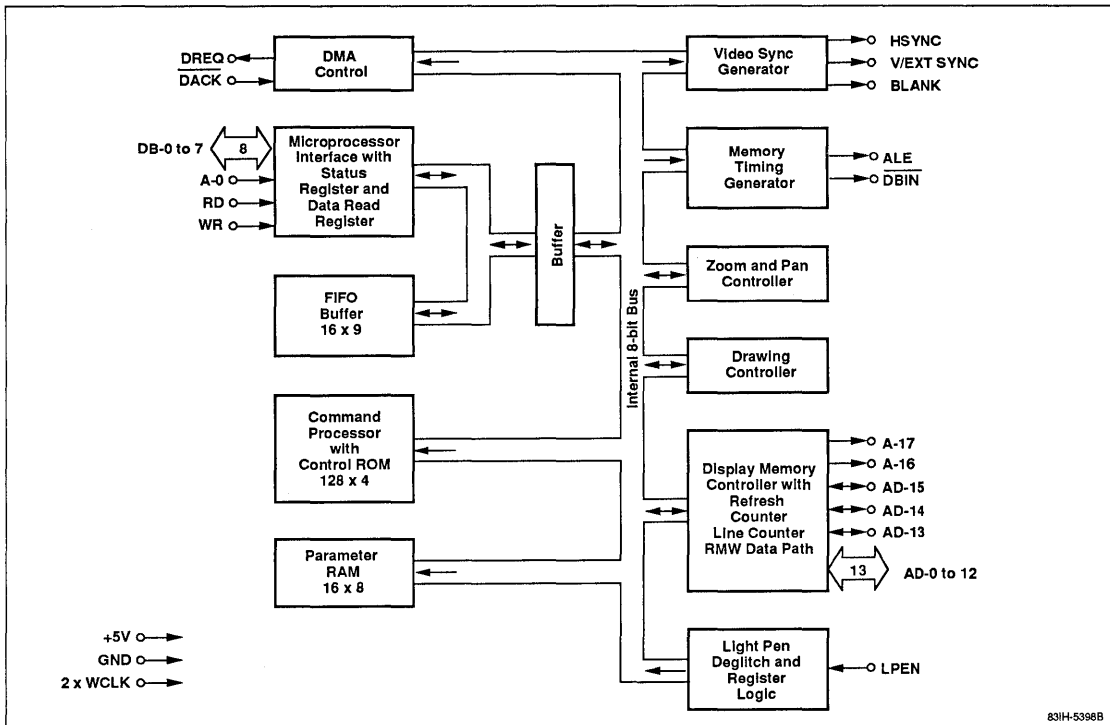 DREQ
DACK
DMA
Control
DB-0 to 7
8
A-0
RD
WR
Microprocessor
Interface with
Status
Register and
Data Read
Register
FIFO
Buffer
16 x 9
Buffer
Command
Processor
with
Control ROM
128 x 4
Parameter
RAM
16 x 8
+5V
GND
2 x WCLK
Internal 8-bit Bus
Video Sync
Generator
HSYNC
V/EXT SYNC
BLANK
Memory
Timing
Generator
ALE
DBIN
Zoom and Pan
Controller
Drawing
Controller
Display Memory
Controller with
Refresh
Counter
Line Counter
RMW Data Path
A-17
A-16
AD-15
AD-14
AD-13
13
AD-0 to 12
Light Pen
Deglitch and
Register
Logic
LPEN
83IH-5398B